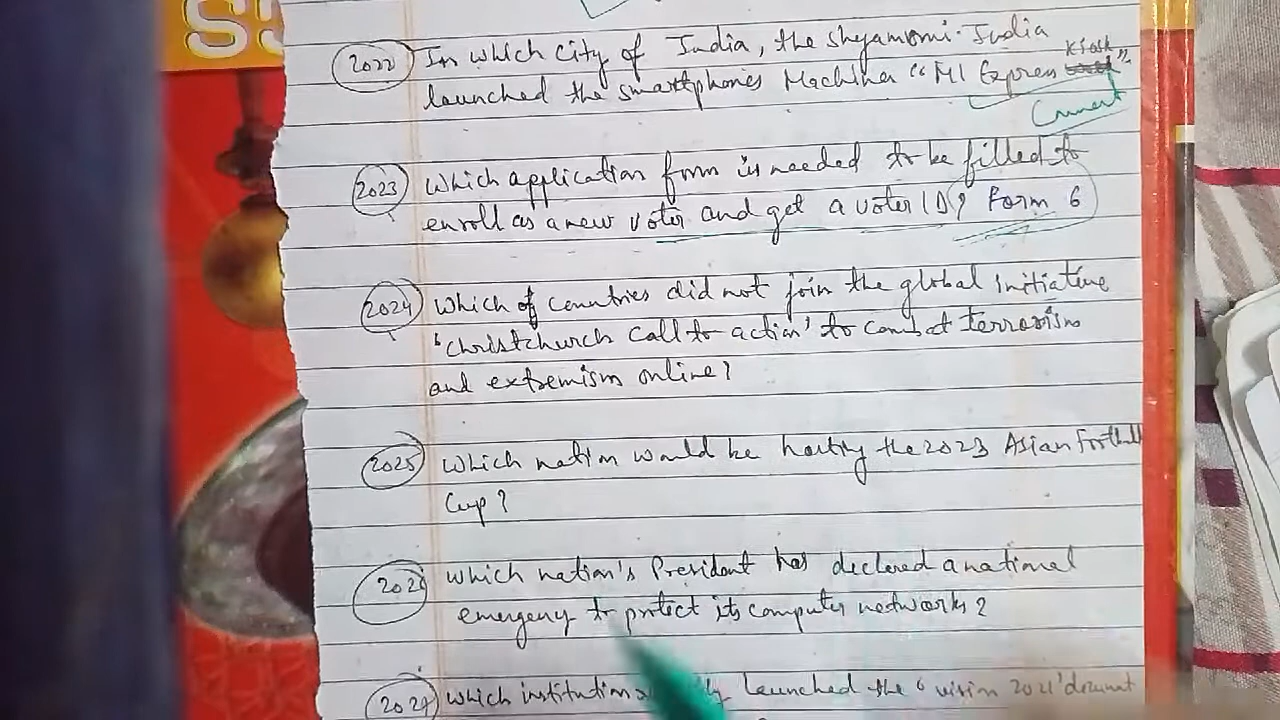 SS
2022 In which City of India, the Shyamomi India
launched the smartphones Machine "MI Express Kiosk".
Current
2023 Which application form is needed to be filled to
enroll as a new voter and get a voter ID? Form 6
2024 Which of Countries did not join the global initiative
'Christchurch Call to action' to combat terrorism
and extremism online?
2025 Which nation would be hosting the 2023 Asian Football
Cup?
2026 Which nation's President has declared a national
emergency to protect its computer networks?
2027 which institution launched the 'vision 2021' document